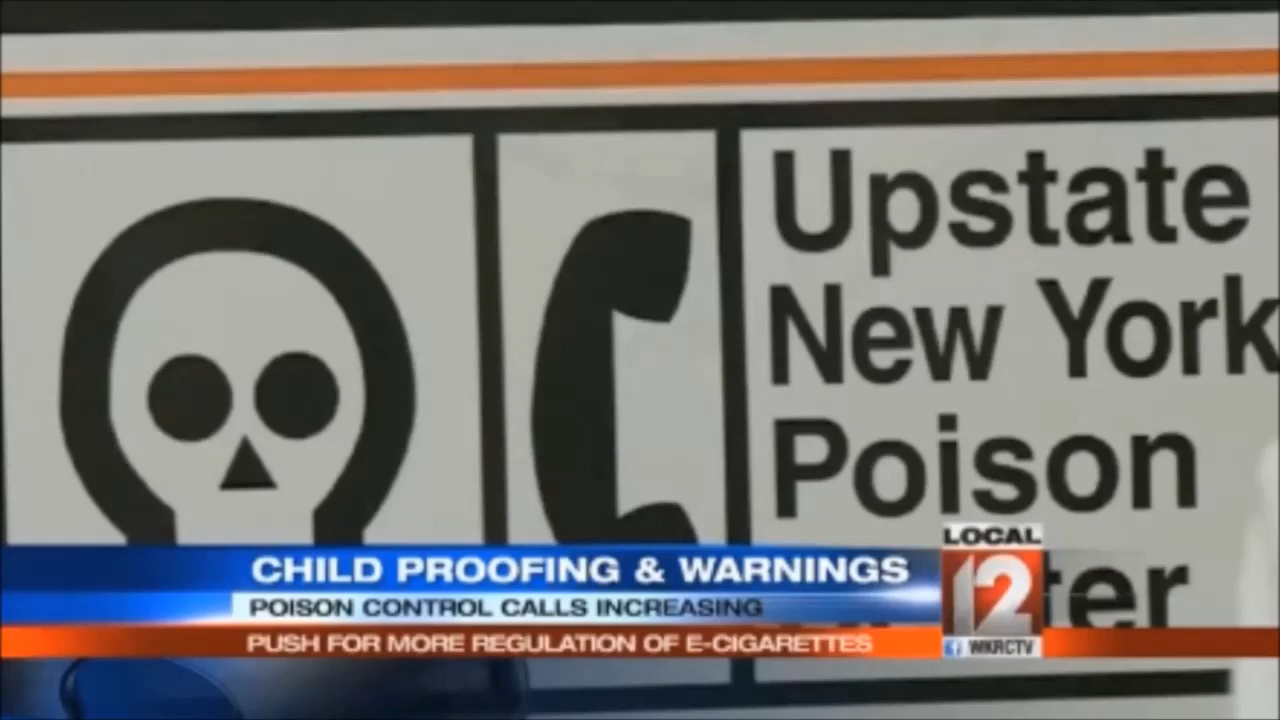 Upstate
New York
Poison
ter
CHILD PROOFING & WARNINGS
POISON CONTROL CALLS INCREASING
PUSH FOR MORE REGULATION OF E-CIGARETTES
LOCAL
12
f WKRCTV